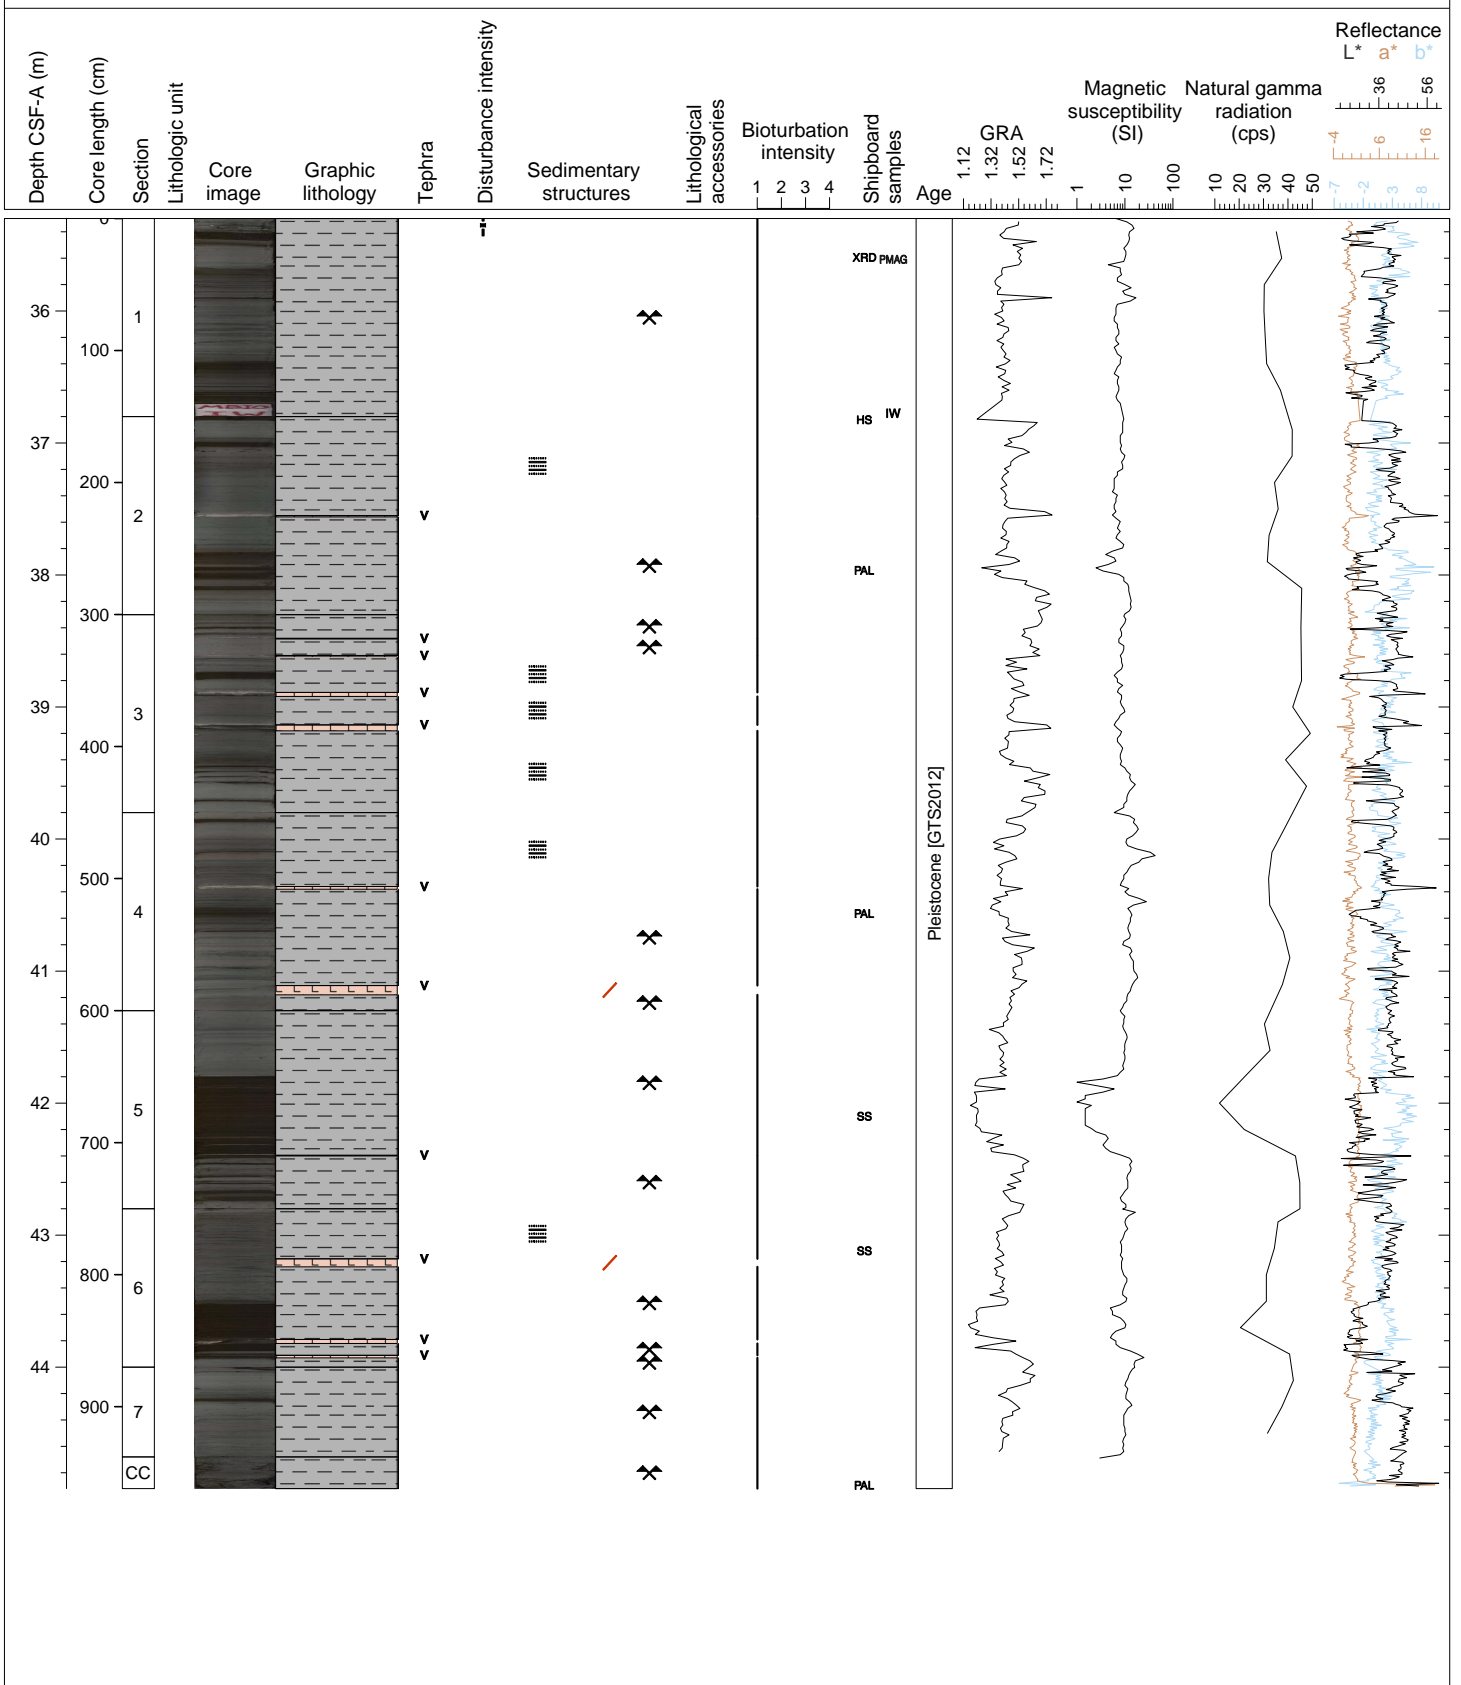 Depth CSF-A (m)
Core length (cm)
Section
Lithologic unit
Core
image
Graphic
lithology
Tephra
Disturbance intensity
Sedimentary
structures
Lithological
accessories
Bioturbation
intensity
1 2 3 4
Shipboard
samples
Age
GRA
1.12 1.32 1.52 1.72
Magnetic
susceptibility
(SI)
1 10 100
Natural gamma
radiation
(cps)
10 20 30 40 50
Reflectance
L* a* b*
36 56
-4 6 16
-7 -2 3 8
0
XRD PMAG
36
1
100
HS IW
37
200
2
V
38
PAL
300
V
V
V
39
3
V
400
Pleistocene [GTS2012]
40
500
V
4
PAL
41
V
600
42
5
SS
700
V
43
SS
V
800
6
V
V
44
900
7
CC
PAL